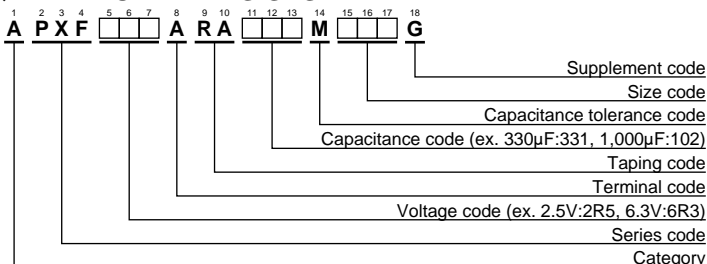 1 2 3 4 5 6 7 8 9 10 11 12 13 14 15 16 17 18
A P X F A R A M G
Supplement code
Size code
Capacitance tolerance code
Capacitance code (ex. 330µF:331, 1,000µF:102)
Taping code
Terminal code
Voltage code (ex. 2.5V:2R5, 6.3V:6R3)
Series code
Category